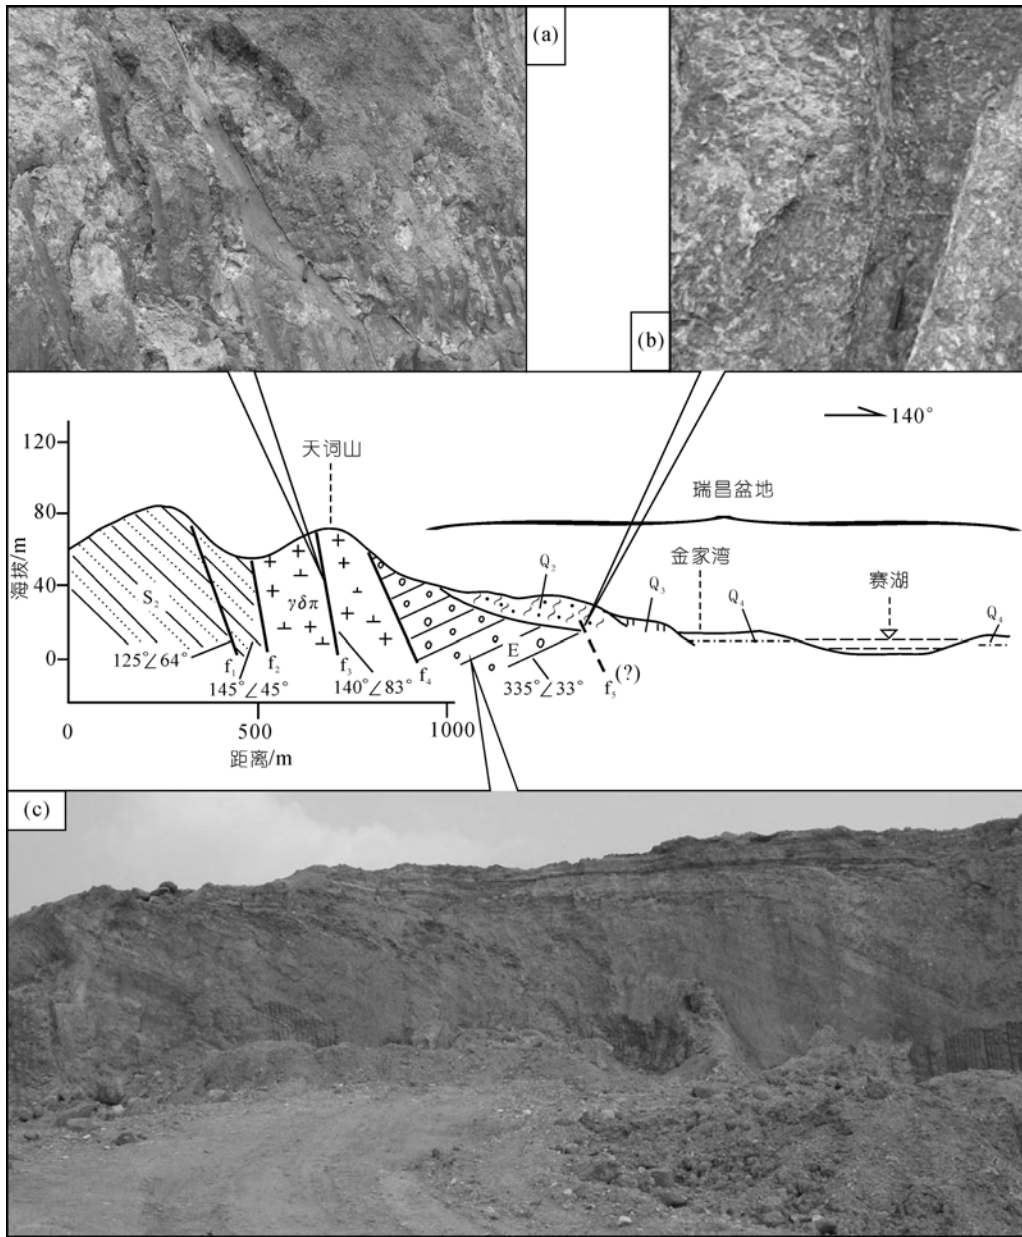 (a)
(b)
140°
120
80
40
0
海拔/m
天词山
瑞昌盆地
金家湾
赛湖
Q₂
Q₃
Q₄
Q₄
S₂
γδπ
E
125°∠64°
f₁
f₂
145°∠45°
f₃
140°∠83°
f₄
335°∠33°
f₅
(?)
0
500
1000
距离/m
(c)